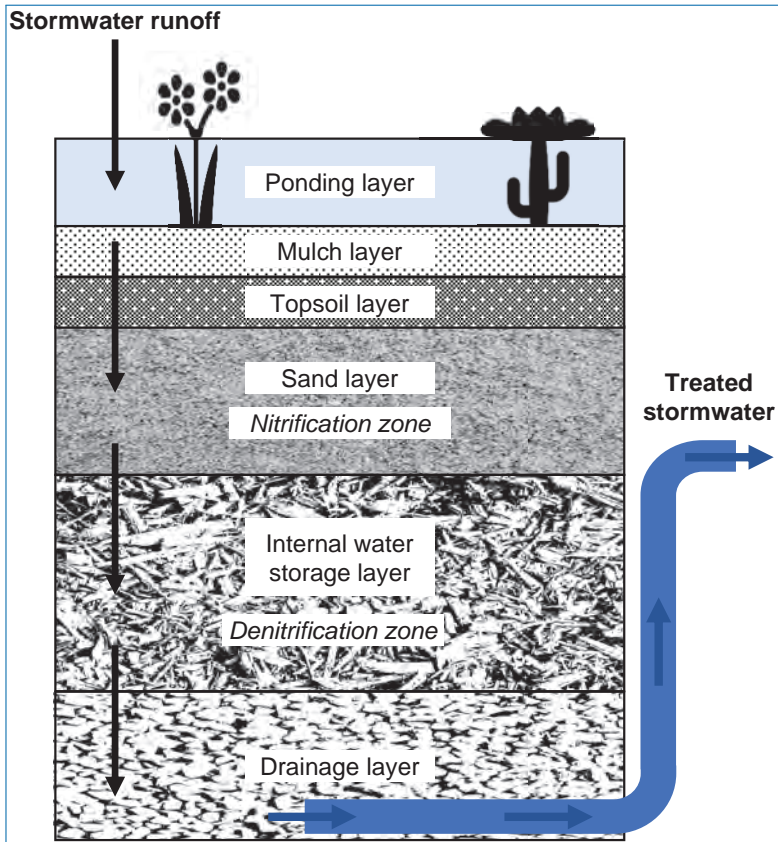 Stormwater runoff
Ponding layer
Mulch layer
Topsoil layer
Sand layer
Nitrification zone
Treated
stormwater
Internal water
storage layer
Denitrification zone
Drainage layer